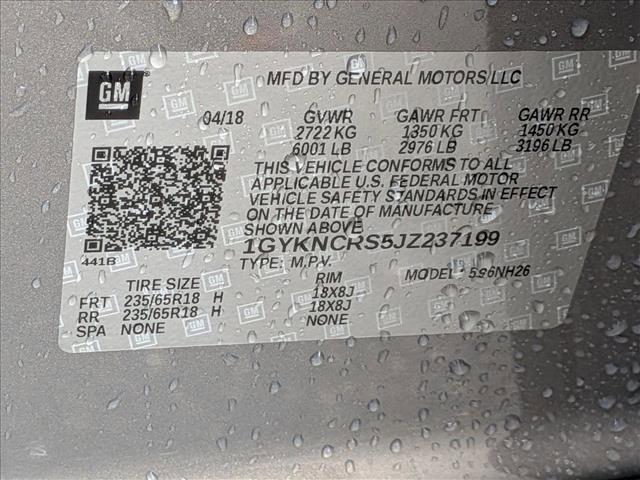 GM
MFD BY GENERAL MOTORS LLC
04/18 GVWR GAWR FRT GAWR RR
2722 KG 1350 KG 1450 KG
6001 LB 2976 LB 3196 LB
THIS VEHICLE CONFORMS TO ALL
APPLICABLE U.S. FEDERAL MOTOR
VEHICLE SAFETY STANDARDS IN EFFECT
ON THE DATE OF MANUFACTURE
SHOWN ABOVE
1GYKNCRS5JZ237199
441B TYPE: M.P.V. MODEL: 596NH26
TIRE SIZE RIM
FRT 235/65R18 H 18X8J
RR 235/65R18 H 18X8J
SPA NONE NONE